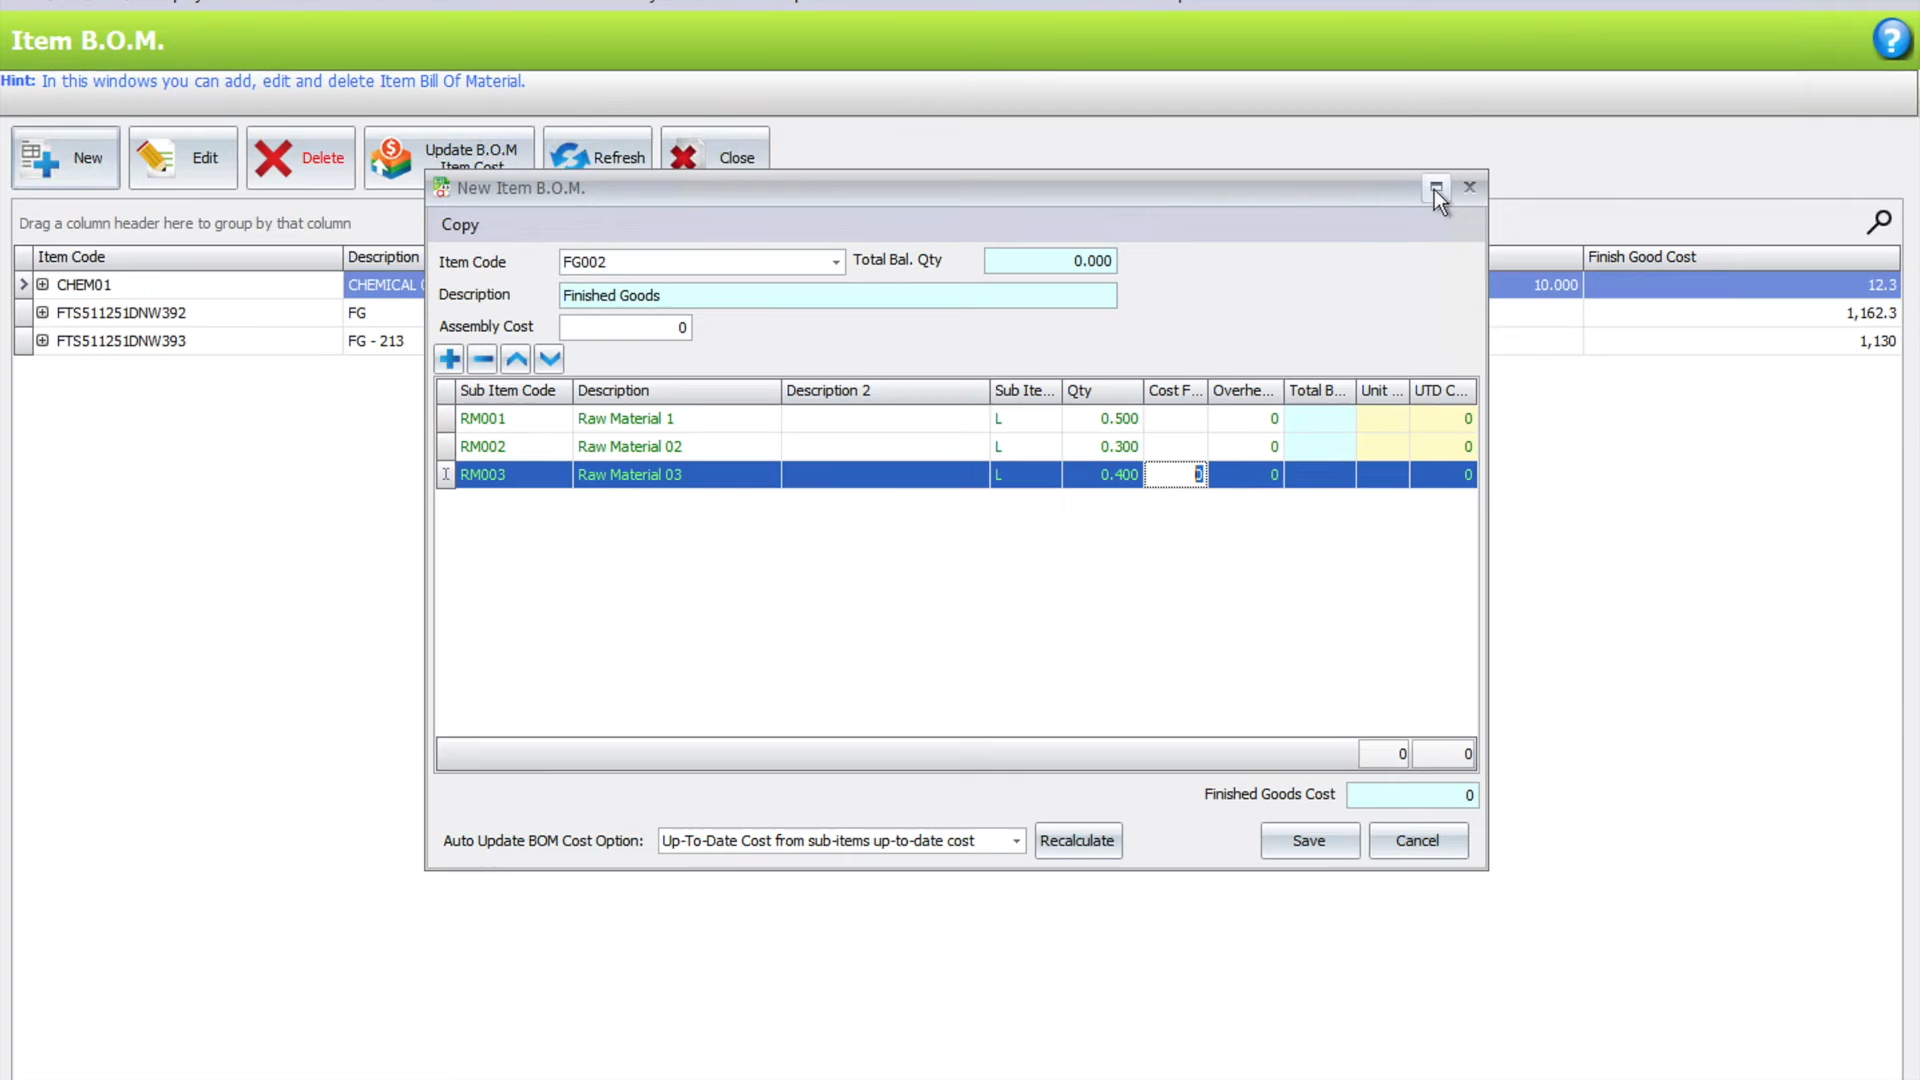 Item B.O.M.
Hint: In this windows you can add, edit and delete Item Bill Of Material.
New
Edit
Delete
Update B.O.M
Item Cost
Refresh
Close
New Item B.O.M.
Drag a column header here to group by that column
Copy
Item Code
Description
Finish Good Cost
CHEM01
CHEMICAL
10.000
12.3
FTS511251DNW392
FG
1,162.3
FTS511251DNW393
FG - 213
1,130
Item Code
FG002
Total Bal. Qty
0.000
Description
Finished Goods
Assembly Cost
0
Sub Item Code
Description
Description 2
Sub Ite...
Qty
Cost F...
Overhe...
Total B...
Unit ...
UTD C...
RM001
Raw Material 1
L
0.500
0
0
RM002
Raw Material 02
L
0.300
0
0
RM003
Raw Material 03
L
0.400
0
0
0
0
0
Finished Goods Cost
0
Auto Update BOM Cost Option:
Up-To-Date Cost from sub-items up-to-date cost
Recalculate
Save
Cancel